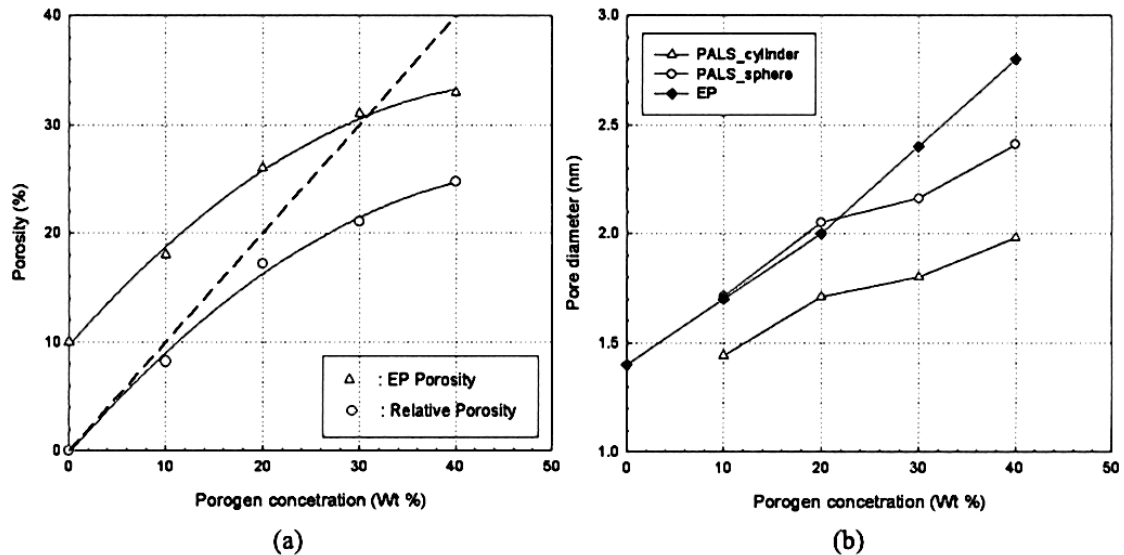 40
30
20
10
0
Porosity (%)
△ : EP Porosity
○ : Relative Porosity
0 10 20 30 40 50
Porogen concetration (Wt %)
(a)
3.0
2.5
2.0
1.5
1.0
Pore diameter (nm)
PALS_cylinder
PALS_sphere
EP
0 10 20 30 40 50
Porogen concetration (Wt %)
(b)